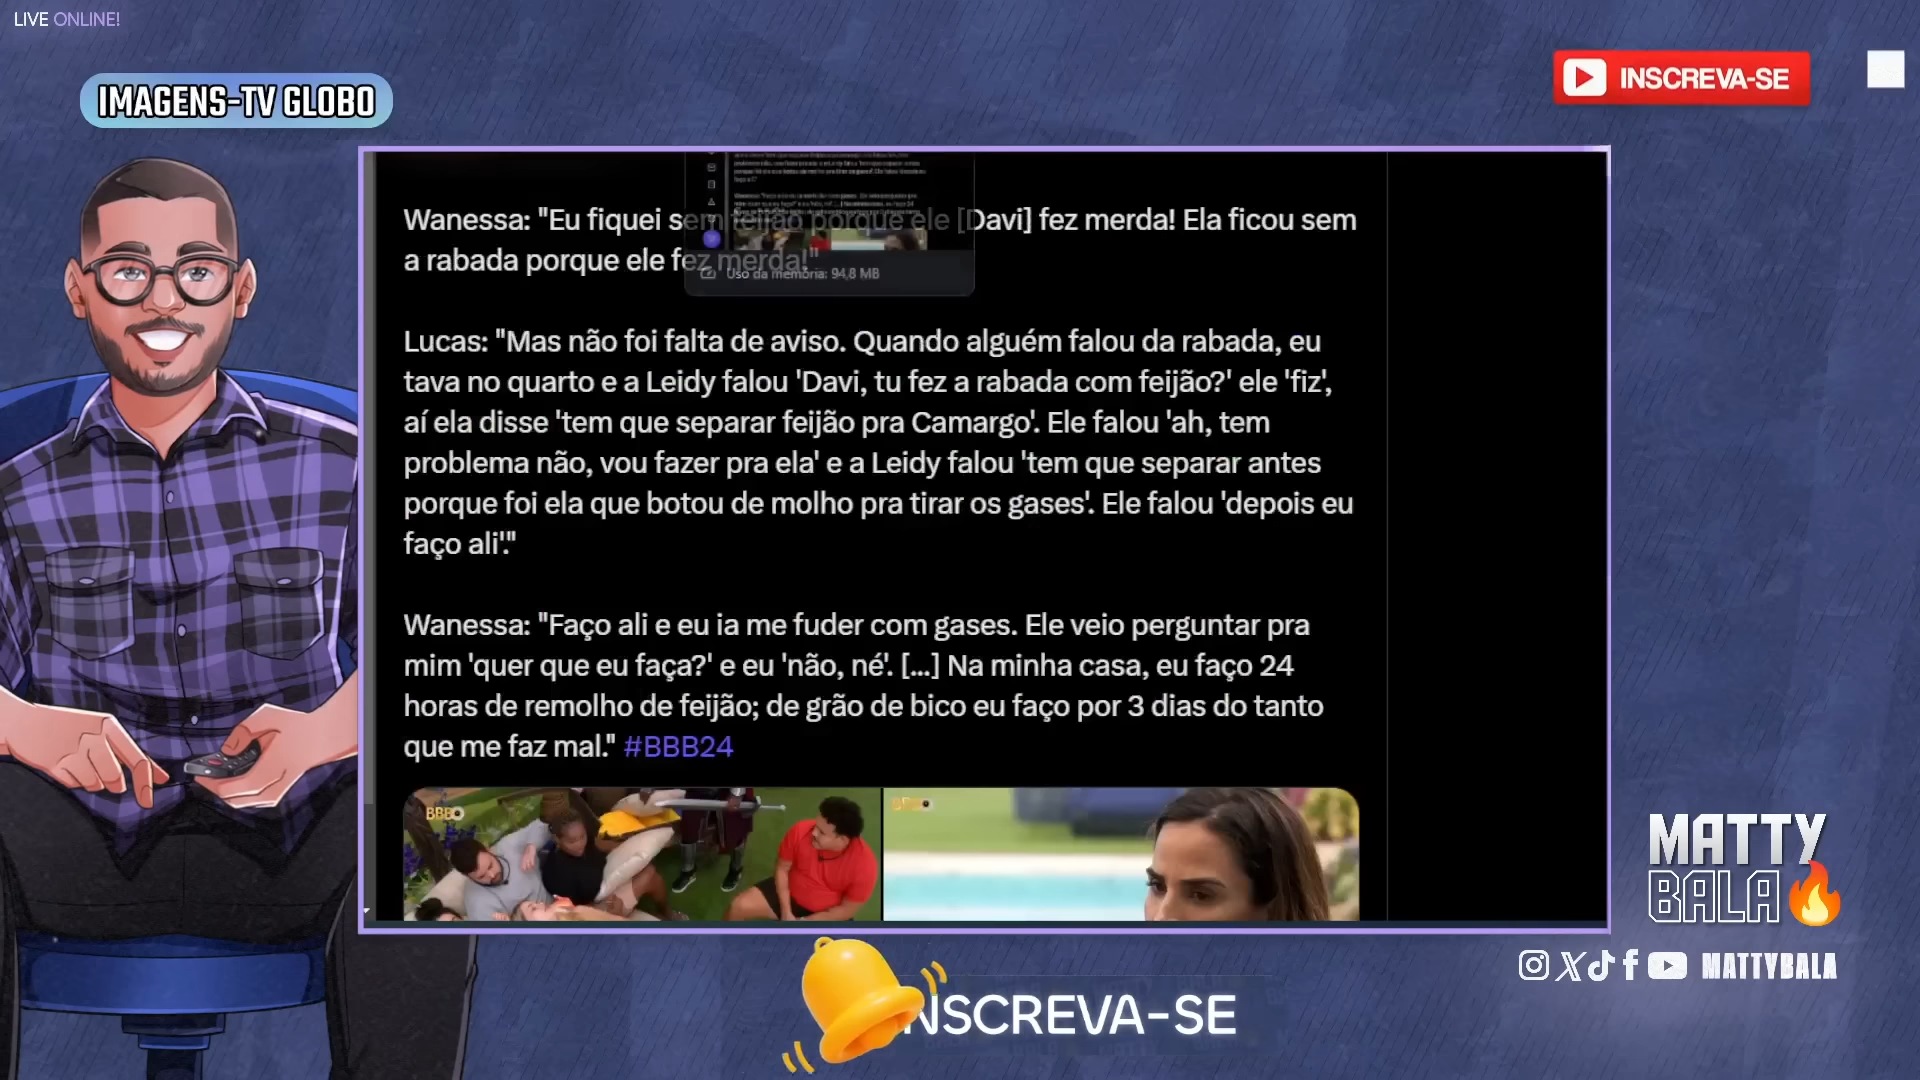 LIVE ONLINE!
IMAGENS-TV GLOBO
INSCREVA-SE
Wanessa: "Eu fiquei sem feijão porque ele [Davi] fez merda! Ela ficou sem
a rabada porque ele fez merda!"
Uso da memória: 94,8 MB
Lucas: "Mas não foi falta de aviso. Quando alguém falou da rabada, eu
tava no quarto e a Leidy falou 'Davi, tu fez a rabada com feijão?' ele 'fiz',
aí ela disse 'tem que separar feijão pra Camargo'. Ele falou 'ah, tem
problema não, vou fazer pra ela' e a Leidy falou 'tem que separar antes
porque foi ela que botou de molho pra tirar os gases'. Ele falou 'depois eu
faço ali'."
Wanessa: "Faço ali e eu ia me fuder com gases. Ele veio perguntar pra
mim 'quer que eu faça?' e eu 'não, né'. [...] Na minha casa, eu faço 24
horas de remolho de feijão; de grão de bico eu faço por 3 dias do tanto
que me faz mal." #BBB24
BBB
BBB
MATTY
BALA
MATTYBALA
INSCREVA-SE